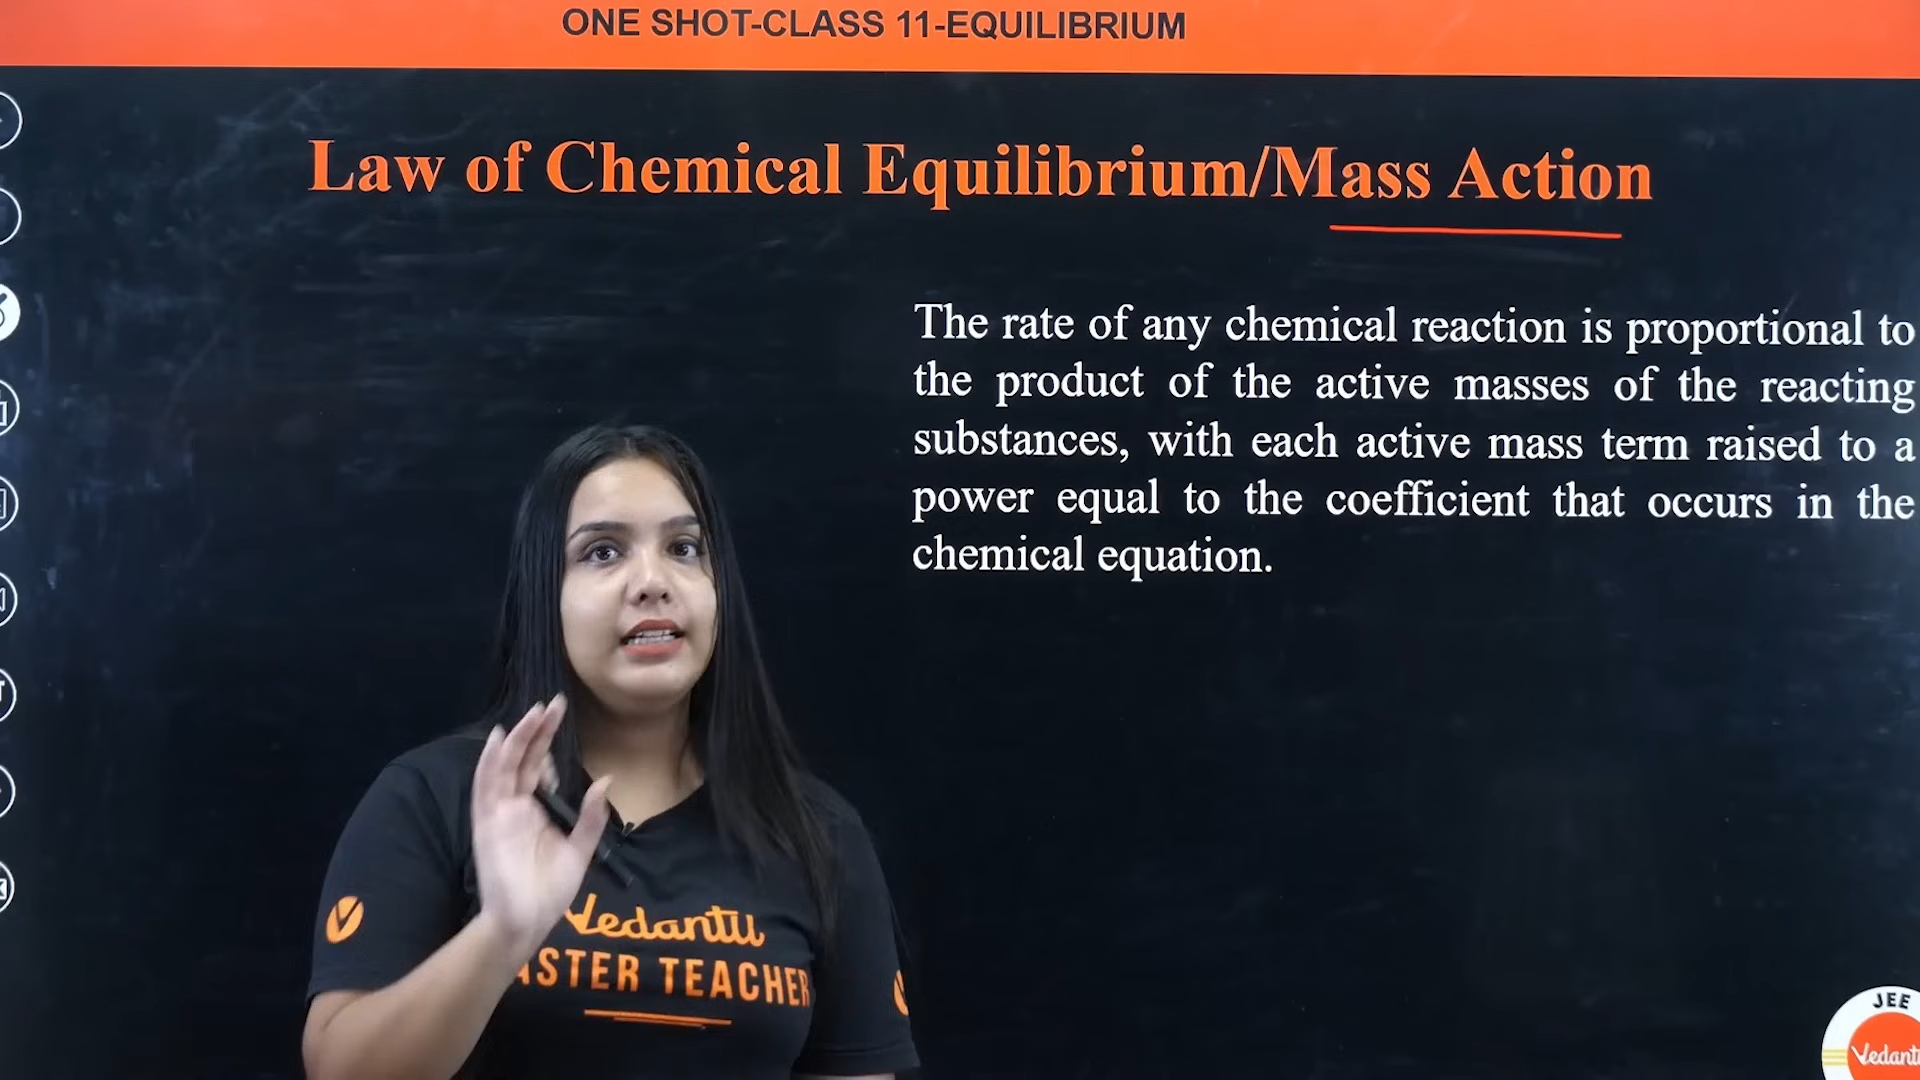 ONE SHOT-CLASS 11-EQUILIBRIUM
Law of Chemical Equilibrium/Mass Action
The rate of any chemical reaction is proportional to
the product of the active masses of the reacting
substances, with each active mass term raised to a
power equal to the coefficient that occurs in the
chemical equation.
Vedantu
ASTER TEACHER
JEE
Vedant